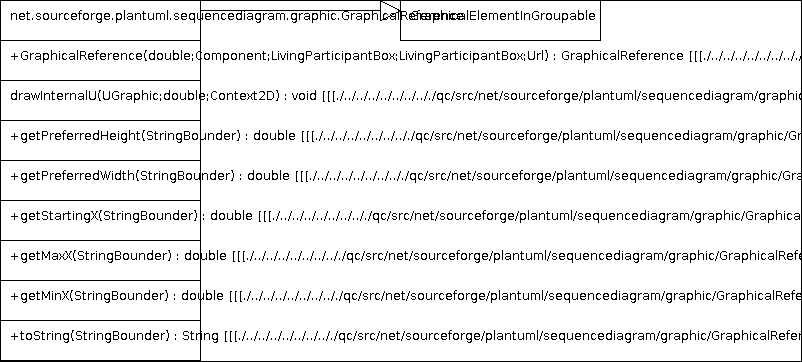 net.sourceforge.plantuml.sequencediagram.graphic.GraphicalReference
GraphicalElementInGroupable
+GraphicalReference(double;Component;LivingParticipantBox;LivingParticipantBox;Url) : GraphicalReference [[[./../../../../../../../
drawInternalU(UGraphic;double;Context2D) : void [[[./../../../../../../../../qc/src/net/sourceforge/plantuml/sequencediagram/graphic
+getPreferredHeight(StringBounder) : double [[[./../../../../../../../../qc/src/net/sourceforge/plantuml/sequencediagram/graphic/Gr
+getPreferredWidth(StringBounder) : double [[[./../../../../../../../../qc/src/net/sourceforge/plantuml/sequencediagram/graphic/Gra
+getStartingX(StringBounder) : double [[[./../../../../../../../../qc/src/net/sourceforge/plantuml/sequencediagram/graphic/Graphica
+getMaxX(StringBounder) : double [[[./../../../../../../../../qc/src/net/sourceforge/plantuml/sequencediagram/graphic/GraphicalRefe
+getMinX(StringBounder) : double [[[./../../../../../../../../qc/src/net/sourceforge/plantuml/sequencediagram/graphic/GraphicalRefe
+toString(StringBounder) : String [[[./../../../../../../../../qc/src/net/sourceforge/plantuml/sequencediagram/graphic/GraphicalRefer